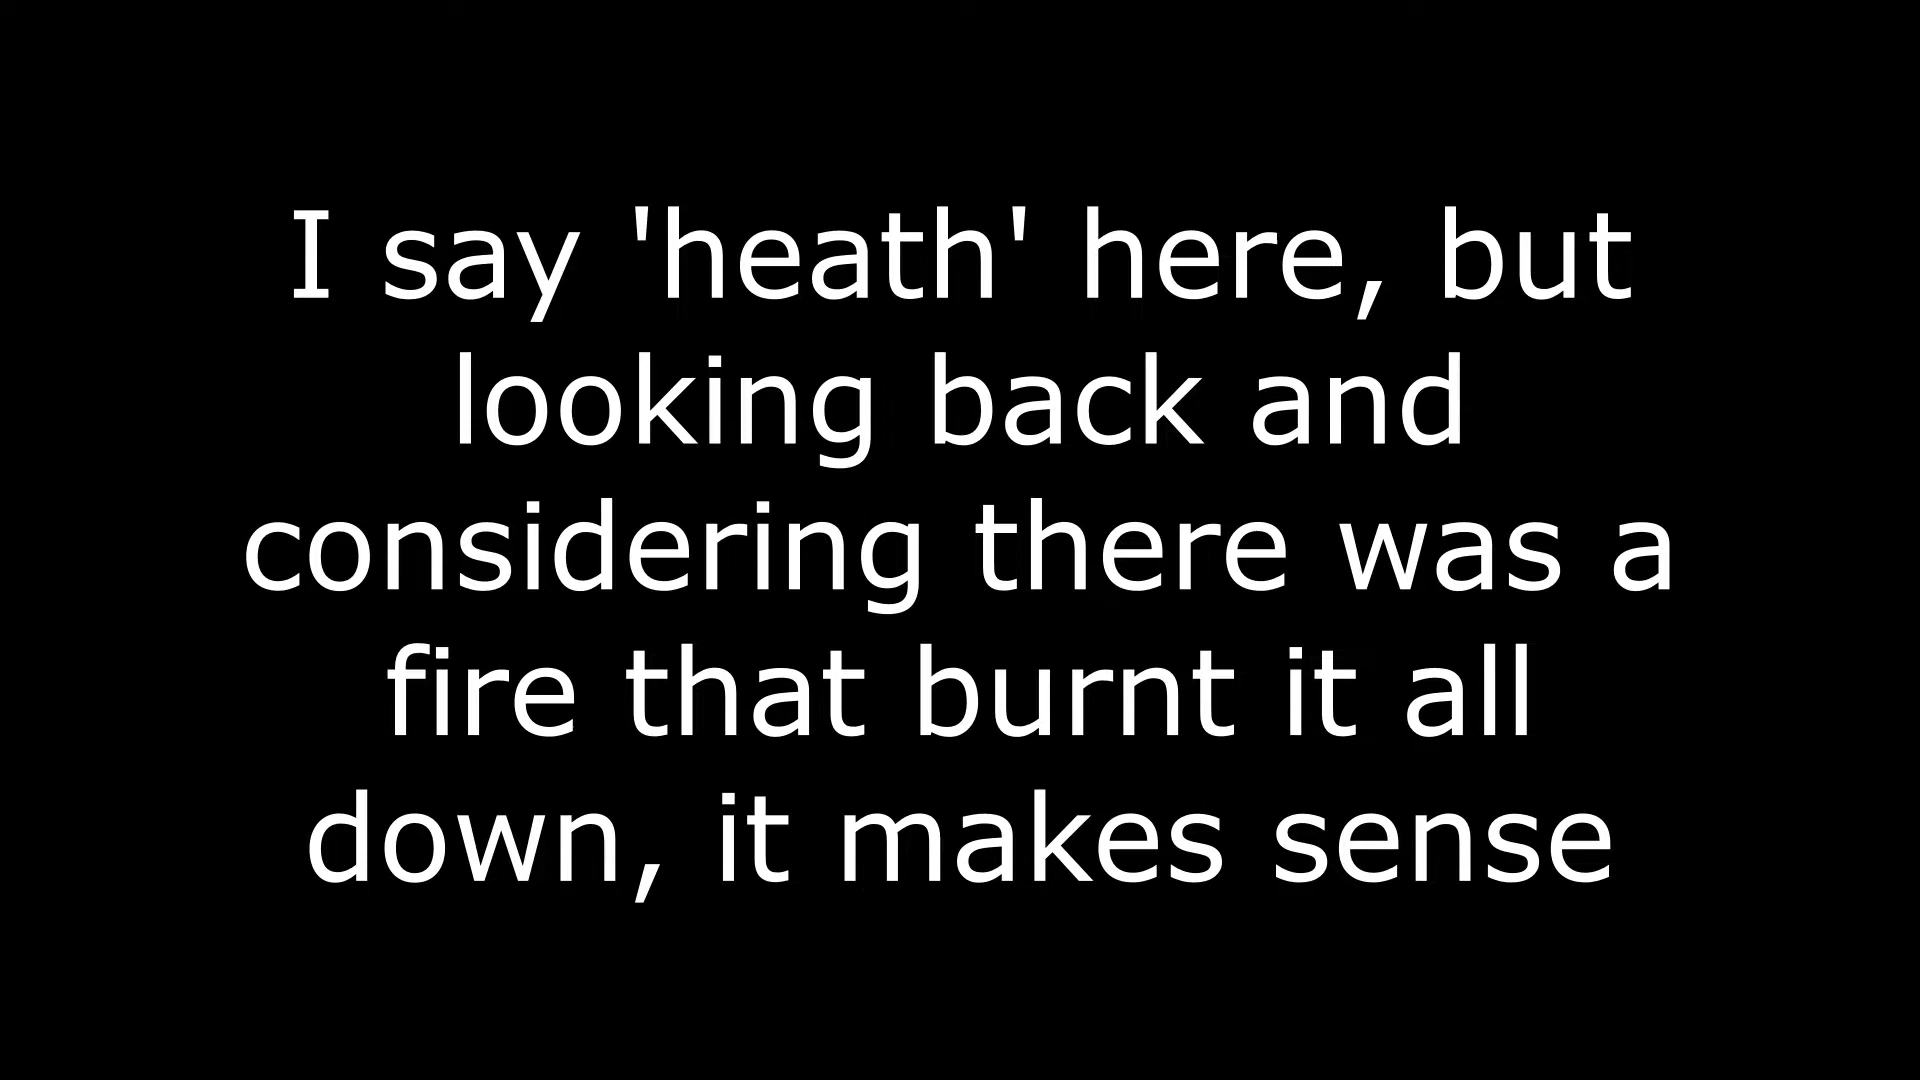 I say 'heath' here, but
looking back and
considering there was a
fire that burnt it all
down, it makes sense